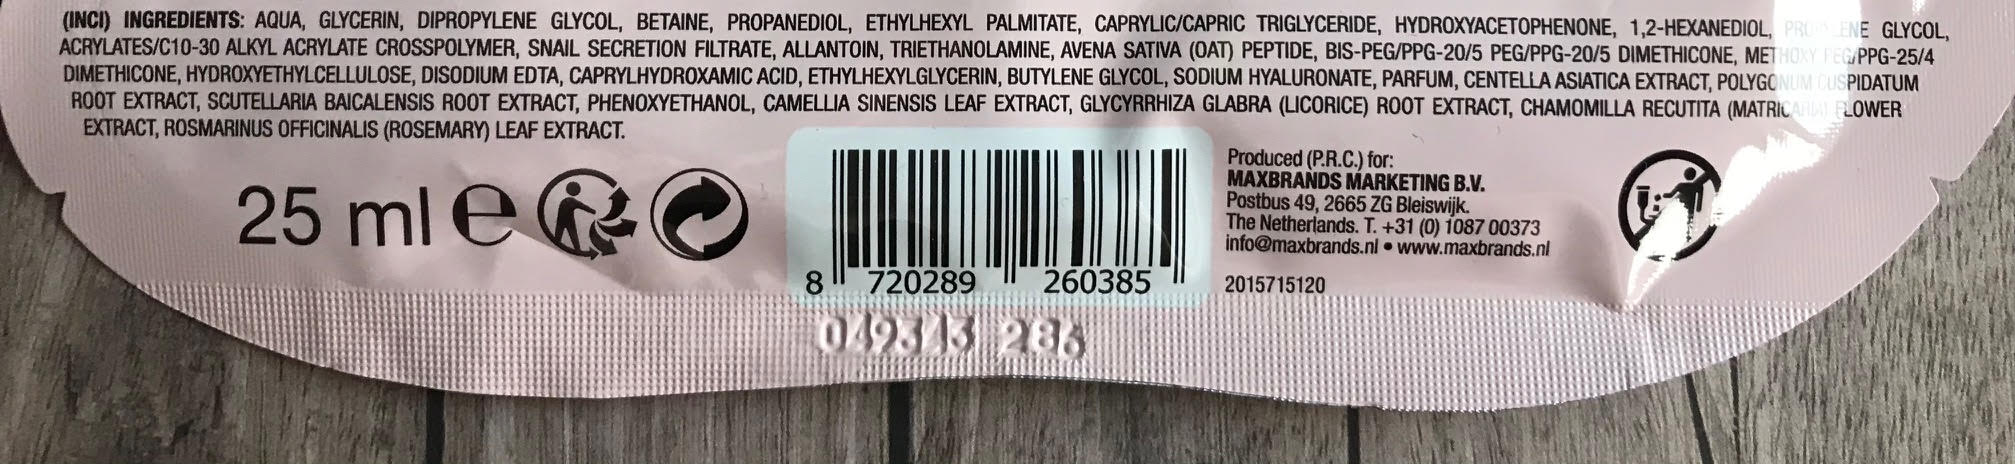 (INCI) INGREDIENTS: AQUA, GLYCERIN, DIPROPYLENE GLYCOL, BETAINE, PROPANEDIOL, ETHYLHEXYL PALMITATE, CAPRYLIC/CAPRIC TRIGLYCERIDE, HYDROXYACETOPHENONE, 1,2-HEXANEDIOL, PROPYLENE GLYCOL,
ACRYLATES/C10-30 ALKYL ACRYLATE CROSSPOLYMER, SNAIL SECRETION FILTRATE, ALLANTOIN, TRIETHANOLAMINE, AVENA SATIVA (OAT) PEPTIDE, BIS-PEG/PPG-20/5 PEG/PPG-20/5 DIMETHICONE, METHOXY PEG/PPG-25/4
DIMETHICONE, HYDROXYETHYLCELLULOSE, DISODIUM EDTA, CAPRYLHYDROXAMIC ACID, ETHYLHEXYLGLYCERIN, BUTYLENE GLYCOL, SODIUM HYALURONATE, PARFUM, CENTELLA ASIATICA EXTRACT, POLYGONUM CUSPIDATUM
ROOT EXTRACT, SCUTELLARIA BAICALENSIS ROOT EXTRACT, PHENOXYETHANOL, CAMELLIA SINENSIS LEAF EXTRACT, GLYCYRRHIZA GLABRA (LICORICE) ROOT EXTRACT, CHAMOMILLA RECUTITA (MATRICARIA) FLOWER
EXTRACT, ROSMARINUS OFFICINALIS (ROSEMARY) LEAF EXTRACT.
25 ml e
8 720289 260385
Produced (P.R.C.) for:
MAXBRANDS MARKETING B.V.
Postbus 49, 2665 ZG Bleiswijk.
The Netherlands. T. +31 (0) 1087 00373
info@maxbrands.nl • www.maxbrands.nl
2015715120
286